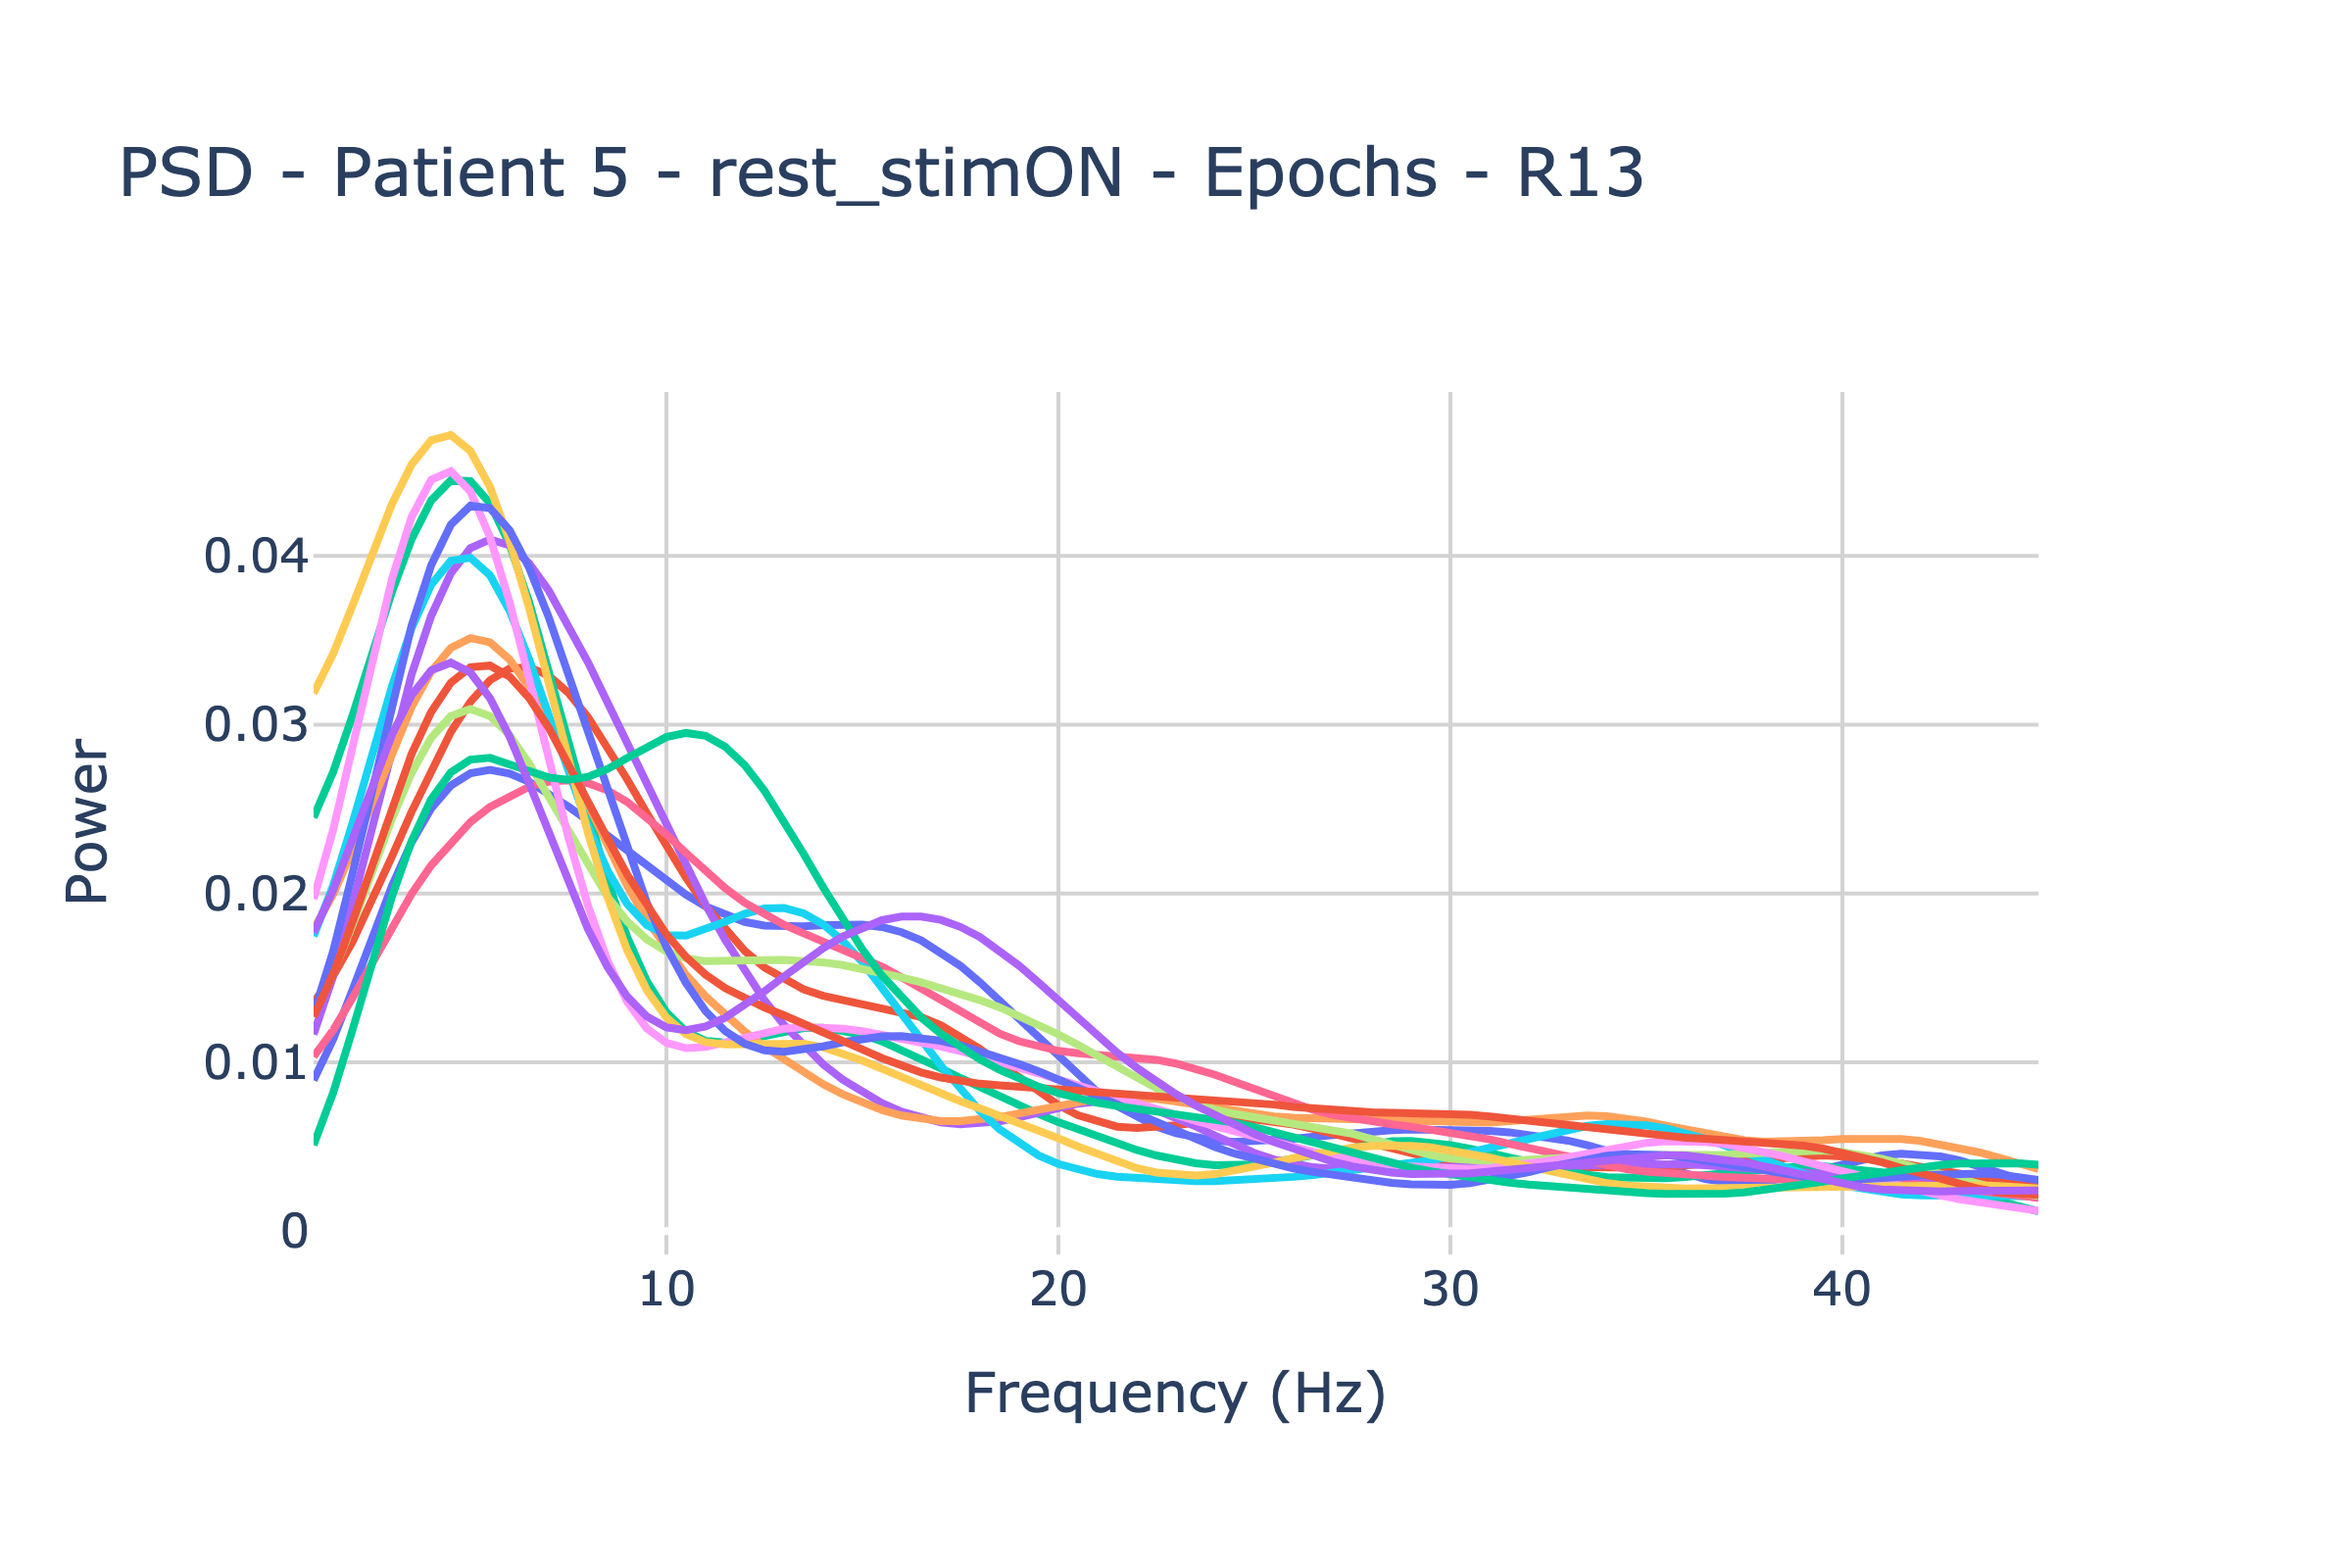 PSD - Patient 5 - rest_stimON - Epochs - R13
Power
0.04
0.03
0.02
0.01
0
10 20 30 40
Frequency (Hz)